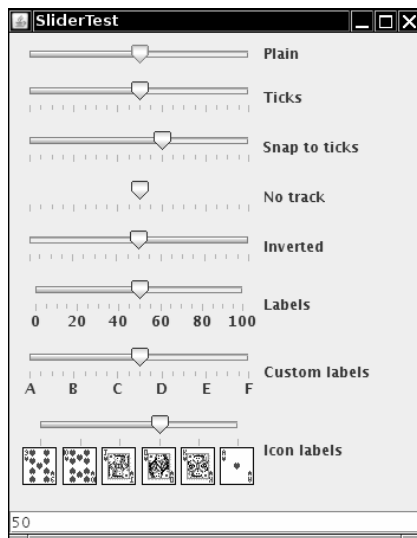 SliderTest
Plain
Ticks
Snap to ticks
No track
Inverted
Labels
0 20 40 60 80 100
Custom labels
A B C D E F
Icon labels
50